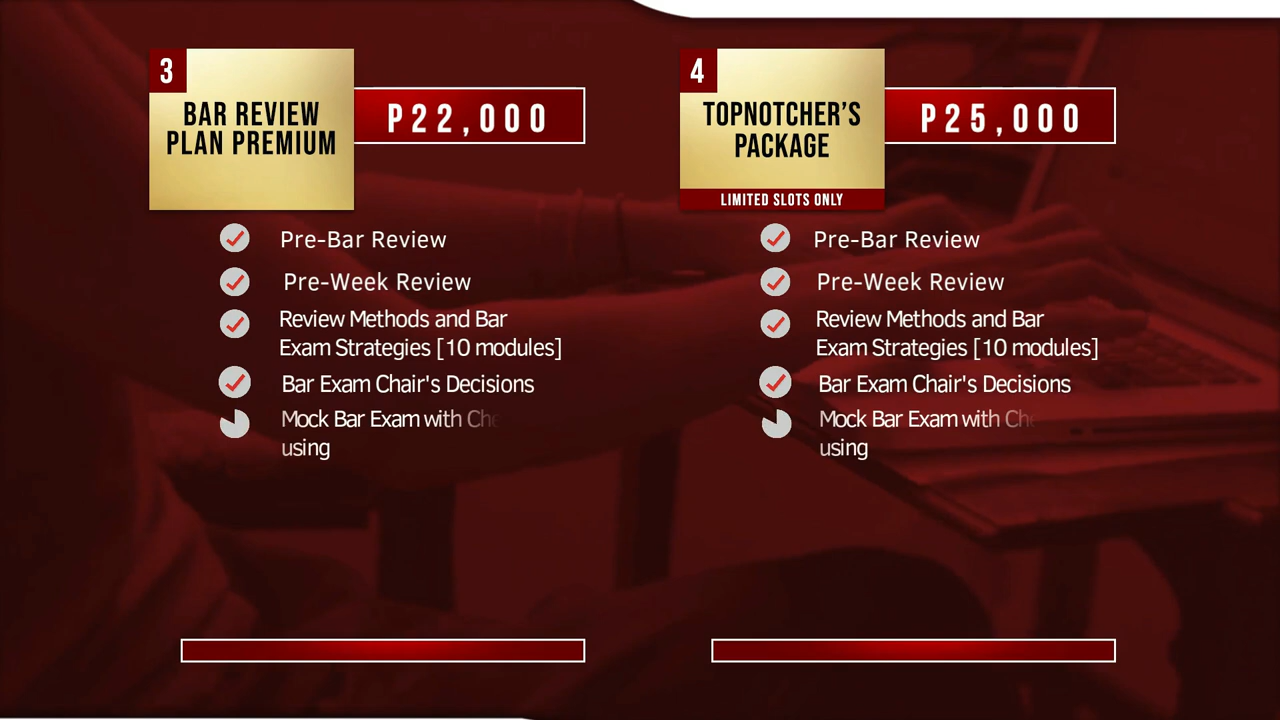 3
BAR REVIEW
PLAN PREMIUM
P22,000
Pre-Bar Review
Pre-Week Review
Review Methods and Bar
Exam Strategies [10 modules]
Bar Exam Chair's Decisions
Mock Bar Exam with
using
4
TOPNOTCHER'S
PACKAGE
LIMITED SLOTS ONLY
P25,000
Pre-Bar Review
Pre-Week Review
Review Methods and Bar
Exam Strategies [10 modules]
Bar Exam Chair's Decisions
Mock Bar Exam with
using